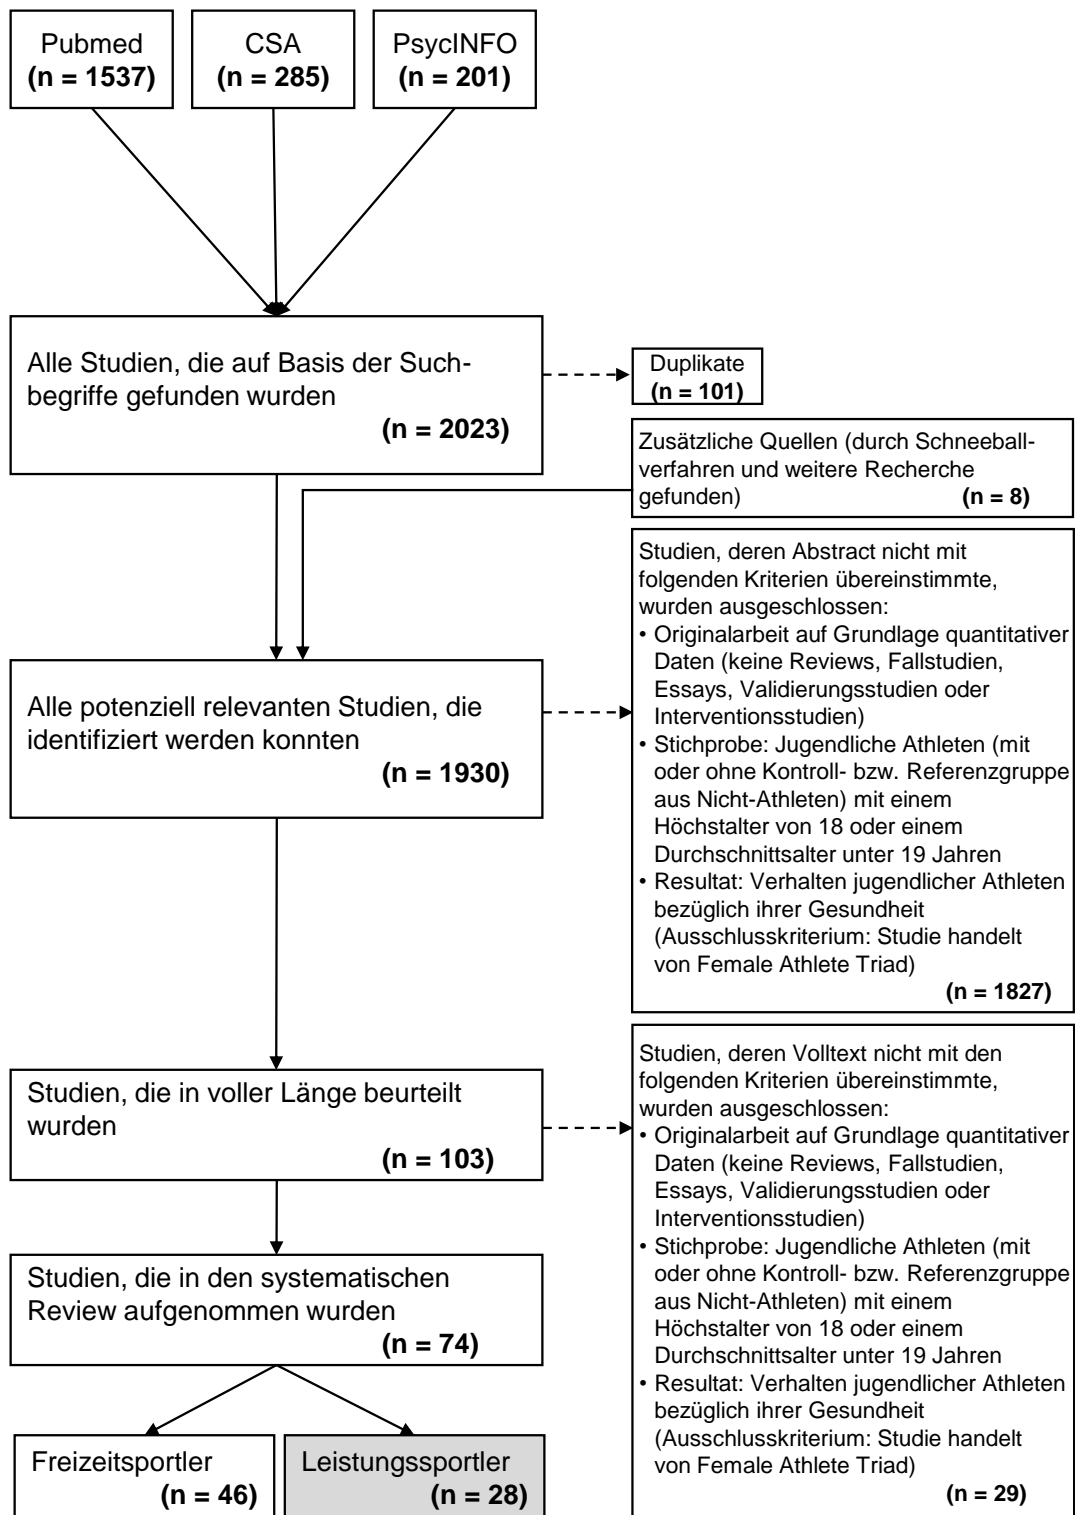 Pubmed
(n = 1537)
CSA
(n = 285)
PsycINFO
(n = 201)
Alle Studien, die auf Basis der Such-
begriffe gefunden wurden
(n = 2023)
Duplikate
(n = 101)
Zusätzliche Quellen (durch Schneeball-
verfahren und weitere Recherche
gefunden) (n = 8)
Alle potenziell relevanten Studien, die
identifiziert werden konnten
(n = 1930)
Studien, deren Abstract nicht mit
folgenden Kriterien übereinstimmte,
wurden ausgeschlossen:
• Originalarbeit auf Grundlage quantitativer
Daten (keine Reviews, Fallstudien,
Essays, Validierungsstudien oder
Interventionsstudien)
• Stichprobe: Jugendliche Athleten (mit
oder ohne Kontroll- bzw. Referenzgruppe
aus Nicht-Athleten) mit einem
Höchstalter von 18 oder einem
Durchschnittsalter unter 19 Jahren
• Resultat: Verhalten jugendlicher Athleten
bezüglich ihrer Gesundheit
(Ausschlusskriterium: Studie handelt
von Female Athlete Triad)
(n = 1827)
Studien, die in voller Länge beurteilt
wurden
(n = 103)
Studien, deren Volltext nicht mit den
folgenden Kriterien übereinstimmte,
wurden ausgeschlossen:
• Originalarbeit auf Grundlage quantitativer
Daten (keine Reviews, Fallstudien,
Essays, Validierungsstudien oder
Interventionsstudien)
• Stichprobe: Jugendliche Athleten (mit
oder ohne Kontroll- bzw. Referenzgruppe
aus Nicht-Athleten) mit einem
Höchstalter von 18 oder einem
Durchschnittsalter unter 19 Jahren
• Resultat: Verhalten jugendlicher Athleten
bezüglich ihrer Gesundheit
(Ausschlusskriterium: Studie handelt
von Female Athlete Triad)
(n = 29)
Studien, die in den systematischen
Review aufgenommen wurden
(n = 74)
Freizeitsportler
(n = 46)
Leistungssportler
(n = 28)